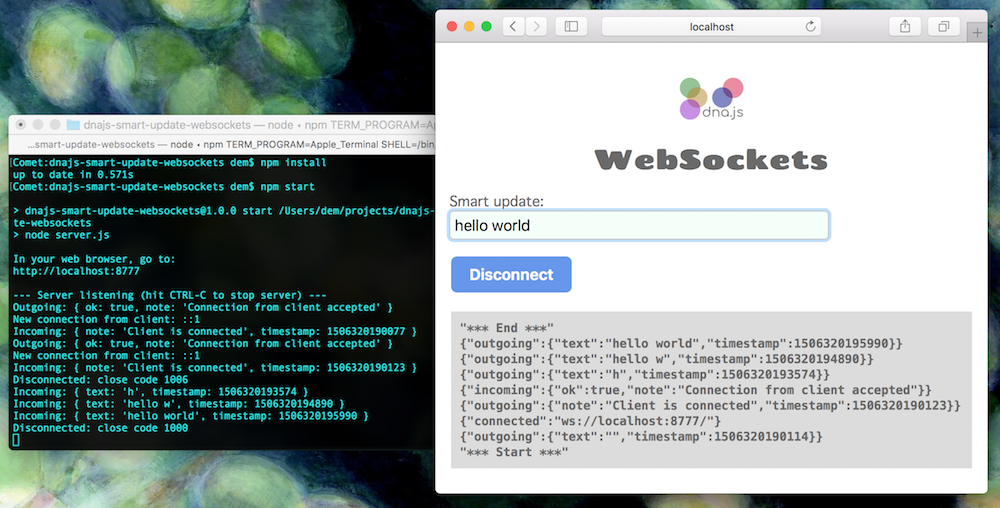 dnajs-smart-update-websockets — node • npm TERM_PROGRAM=A
...smart-update-websockets — node • npm TERM_PROGRAM=Apple_Terminal SHELL=/bin
[Comet:dnajs-smart-update-websockets dem$ npm install
up to date in 0.571s
[Comet:dnajs-smart-update-websockets dem$ npm start
> dnajs-smart-update-websockets@1.0.0 start /Users/dem/projects/dnajs-
te-websockets
> node server.js
In your web browser, go to:
http://localhost:8777
--- Server listening (hit CTRL-C to stop server) ---
Outgoing: { ok: true, note: 'Connection from client accepted' }
New connection from client: ::1
Incoming: { note: 'Client is connected', timestamp: 1506320190077 }
Outgoing: { ok: true, note: 'Connection from client accepted' }
New connection from client: ::1
Incoming: { note: 'Client is connected', timestamp: 1506320190123 }
Disconnected: close code 1006
Incoming: { text: 'h', timestamp: 1506320193574 }
Incoming: { text: 'hello w', timestamp: 1506320194890 }
Incoming: { text: 'hello world', timestamp: 1506320195990 }
Disconnected: close code 1000
localhost
dna.js
WebSockets
Smart update:
hello world
Disconnect
"*** End ***"
{"outgoing":{"text":"hello world","timestamp":1506320195990}}
{"outgoing":{"text":"hello w","timestamp":1506320194890}}
{"outgoing":{"text":"h","timestamp":1506320193574}}
{"incoming":{"ok":true,"note":"Connection from client accepted"}}
{"outgoing":{"note":"Client is connected","timestamp":1506320190123}}
{"connected":"ws://localhost:8777/"}
{"outgoing":{"text":"","timestamp":1506320190114}}
"*** Start ***"